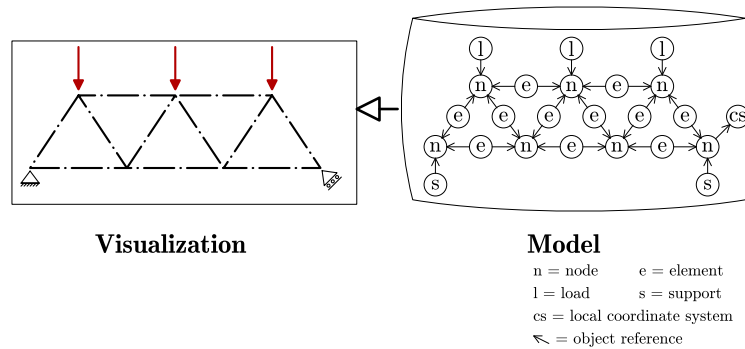 l l l
n e n e n
e e e e e e cs
n e n e n e n
s s
Visualization Model
n = node e = element
l = load s = support
cs = local coordinate system
= object reference